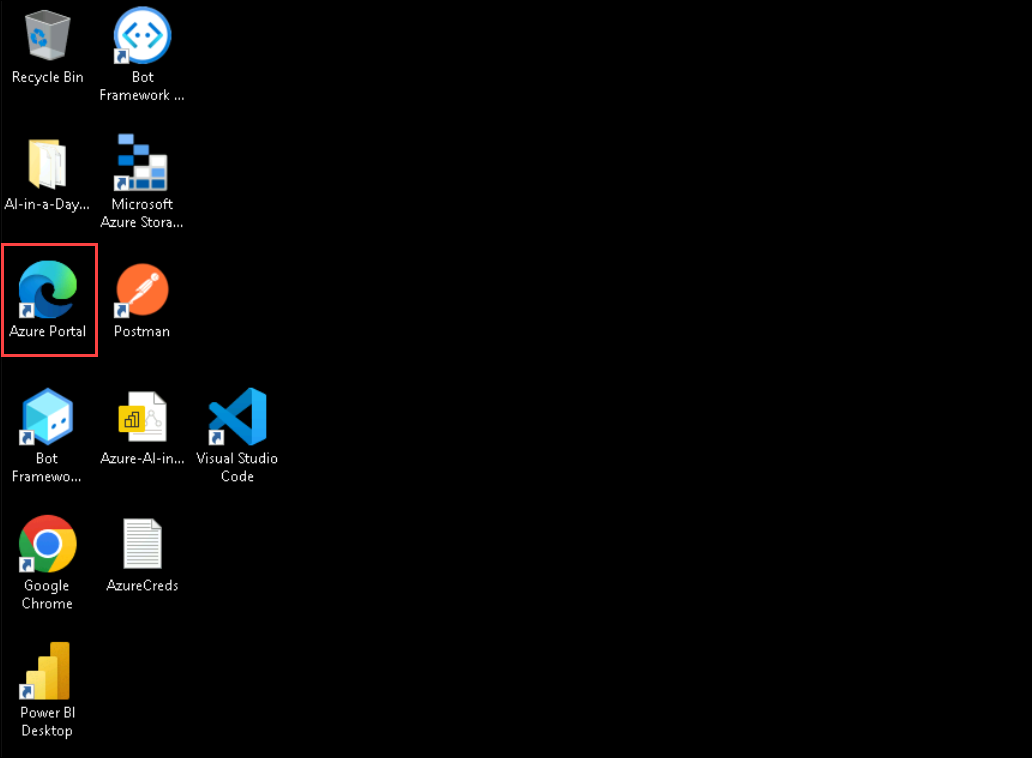 Recycle Bin
Bot
Framework ...
AI-in-a-Day...
Microsoft
Azure Stora...
Azure Portal
Postman
Bot
Framewo...
Azure-AI-in...
Visual Studio
Code
Google
Chrome
AzureCreds
Power BI
Desktop